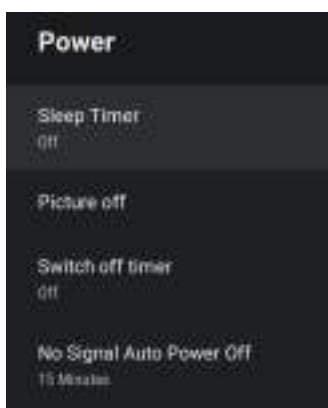 Power
Sleep Timer
Off
Picture off
Switch off timer
Off
No Signal Auto Power Off
15 Minutes